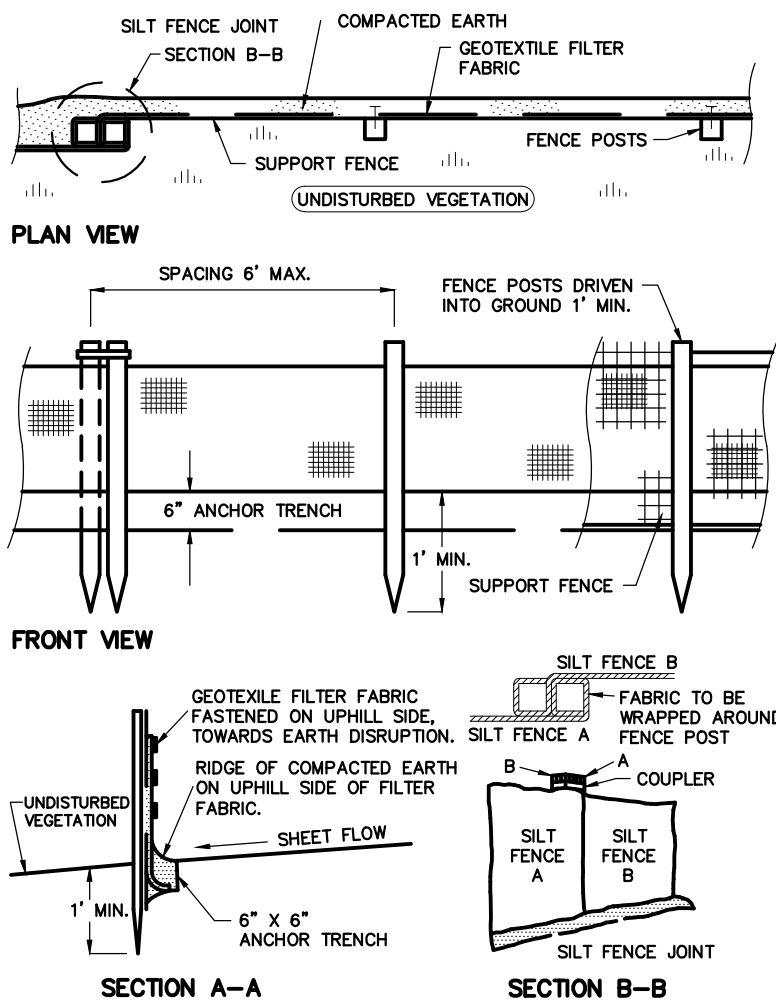 SILT FENCE JOINT
SECTION B-B
COMPACTED EARTH
GEOTEXTILE FILTER
FABRIC
FENCE POSTS
SUPPORT FENCE
UNDISTURBED VEGETATION
PLAN VIEW
SPACING 6' MAX.
FENCE POSTS DRIVEN
INTO GROUND 1' MIN.
6" ANCHOR TRENCH
1' MIN.
SUPPORT FENCE
FRONT VIEW
GEOTEXILE FILTER FABRIC
FASTENED ON UPHILL SIDE,
TOWARDS EARTH DISRUPTION.
RIDGE OF COMPACTED EARTH
ON UPHILL SIDE OF FILTER
FABRIC.
UNDISTURBED
VEGETATION
SHEET FLOW
1' MIN.
6" X 6"
ANCHOR TRENCH
SECTION A-A
SILT FENCE B
FABRIC TO BE
WRAPPED AROUND
FENCE POST
SILT FENCE A
B
A
COUPLER
SILT
FENCE
A
SILT
FENCE
B
SILT FENCE JOINT
SECTION B-B